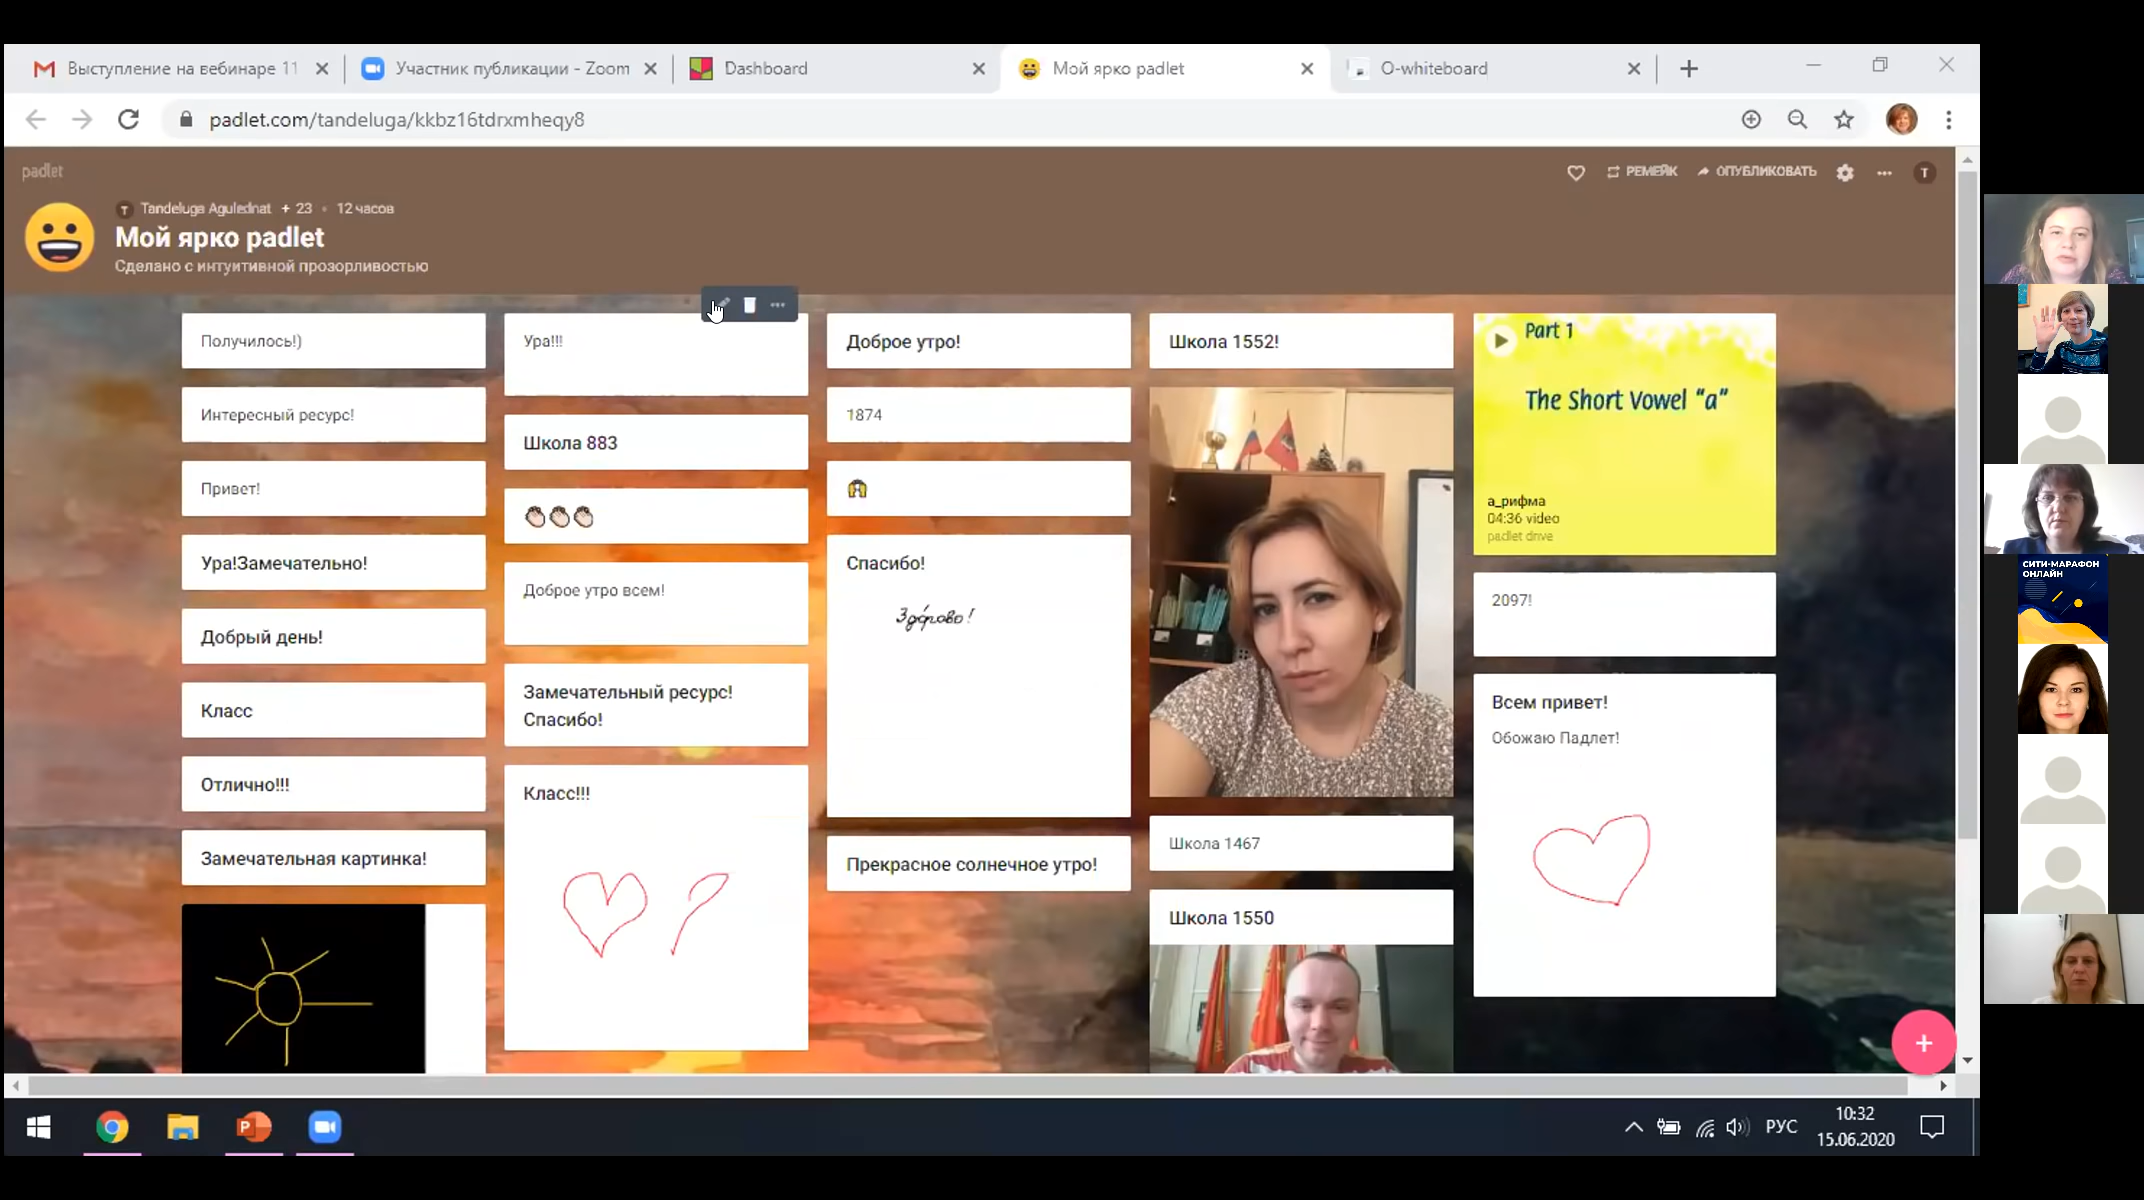 Выступление на вебинаре 11
Участник публикации - Zoom
Dashboard
Мой ярко padlet
O-whiteboard
padlet.com/tandeluga/kkbz16tdrxmheqy8
padlet
РЕМЕЙК
ОПУБЛИКОВАТЬ
T
T Tandeluga Agulednat + 23 • 12 часов
Мой ярко padlet
Сделано с интуитивной прозорливостью
Получилось!)
Интересный ресурс!
Привет!
Ура!Замечательно!
Добрый день!
Класс
Отлично!!!
Замечательная картинка!
Ура!!!
Школа 883
Доброе утро всем!
Замечательный ресурс!
Спасибо!
Класс!!!
Доброе утро!
1874
Спасибо!
Здо́рово!
Прекрасное солнечное утро!
Школа 1552!
Школа 1467
Школа 1550
Part 1
The Short Vowel “a”
а_рифма
04:36 video
padlet drive
2097!
Всем привет!
Обожаю Падлет!
СИТИ-МАРАФОН
ОНЛАЙН
РУС
10:32
15.06.2020